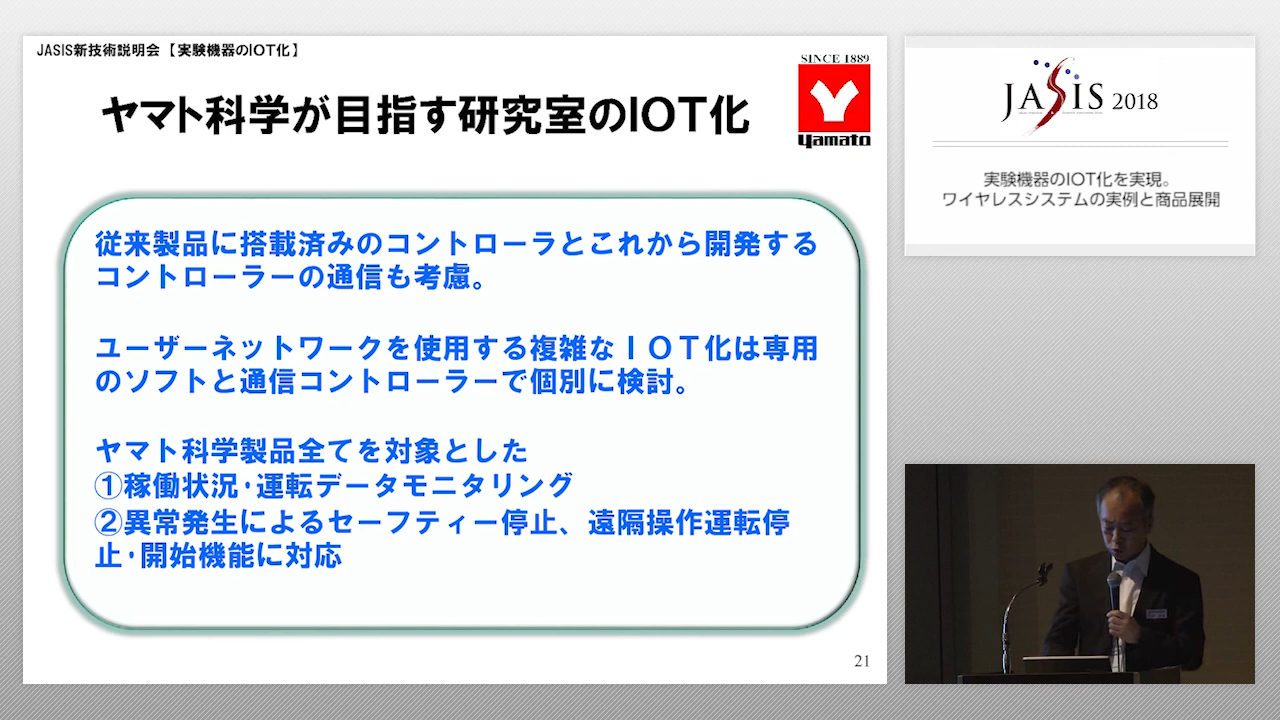 JASIS新技術説明会【実験機器のIOT化】
ヤマト科学が目指す研究室のIOT化
SINCE 1889
Yamato
従来製品に搭載済みのコントローラとこれから開発する
コントローラーの通信も考慮。
ユーザーネットワークを使用する複雑なIOT化は専用
のソフトと通信コントローラーで個別に検討。
ヤマト科学製品全てを対象とした
①稼働状況・運転データモニタリング
②異常発生によるセーフティー停止、遠隔操作運転停
止・開始機能に対応
21
JASIS 2018
実験機器のIOT化を実現。
ワイヤレスシステムの実例と商品展開